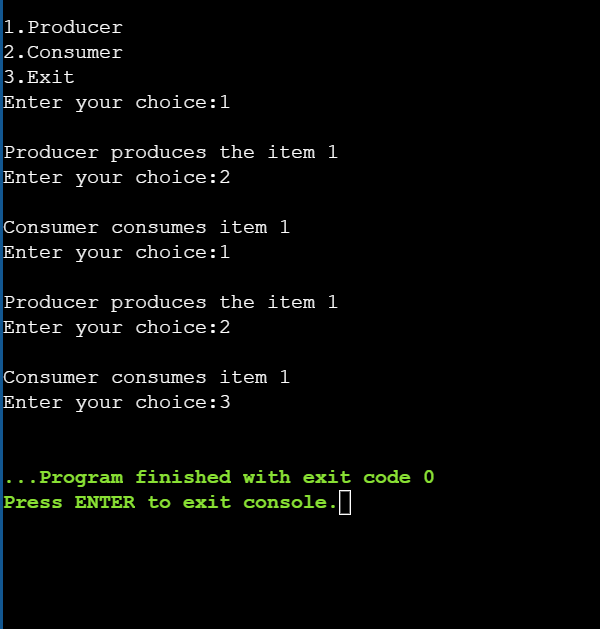 1.Producer
2.Consumer
3.Exit
Enter your choice:1
Producer produces the item 1
Enter your choice:2
Consumer consumes item 1
Enter your choice:1
Producer produces the item 1
Enter your choice:2
Consumer consumes item 1
Enter your choice:3
...Program finished with exit code 0
Press ENTER to exit console.